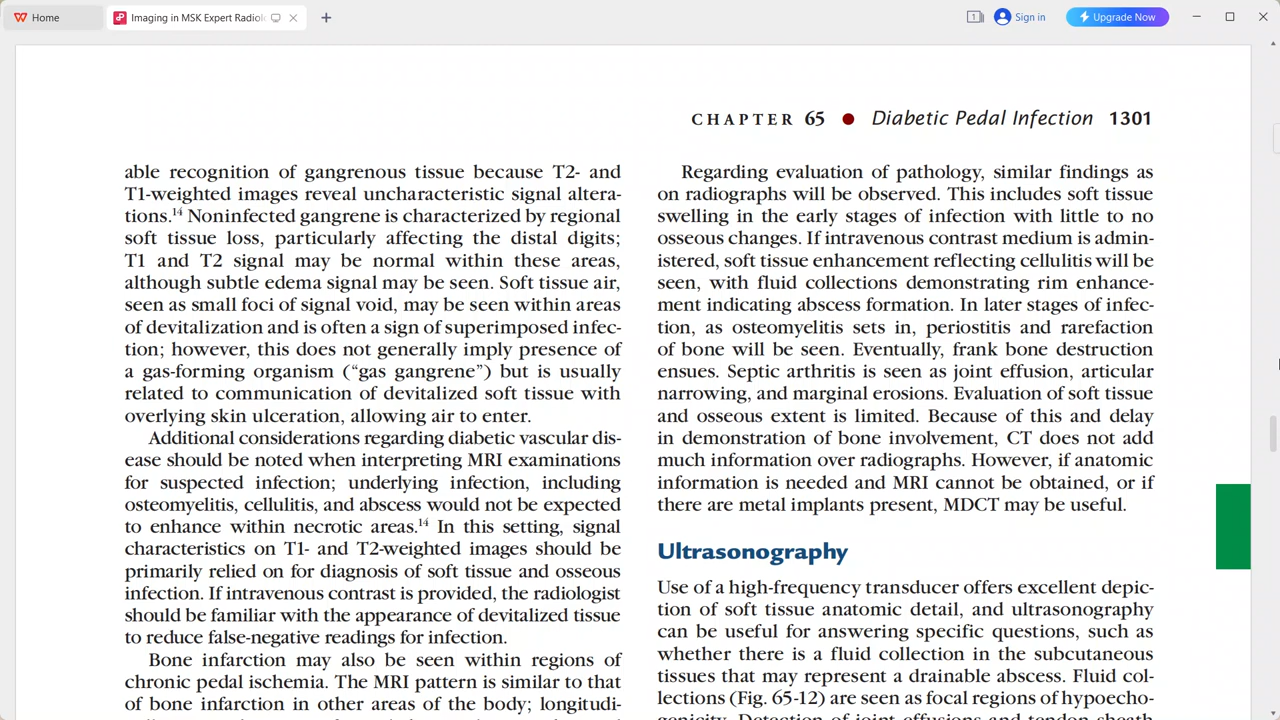 Home
Imaging in MSK Expert Radiol
Sign in
Upgrade Now
CHAPTER 65 ● Diabetic Pedal Infection 1301
able recognition of gangrenous tissue because T2- and
T1-weighted images reveal uncharacteristic signal altera-
tions.14 Noninfected gangrene is characterized by regional
soft tissue loss, particularly affecting the distal digits;
T1 and T2 signal may be normal within these areas,
although subtle edema signal may be seen. Soft tissue air,
seen as small foci of signal void, may be seen within areas
of devitalization and is often a sign of superimposed infec-
tion; however, this does not generally imply presence of
a gas-forming organism (“gas gangrene”) but is usually
related to communication of devitalized soft tissue with
overlying skin ulceration, allowing air to enter.
Additional considerations regarding diabetic vascular dis-
ease should be noted when interpreting MRI examinations
for suspected infection; underlying infection, including
osteomyelitis, cellulitis, and abscess would not be expected
to enhance within necrotic areas.14 In this setting, signal
characteristics on T1- and T2-weighted images should be
primarily relied on for diagnosis of soft tissue and osseous
infection. If intravenous contrast is provided, the radiologist
should be familiar with the appearance of devitalized tissue
to reduce false-negative readings for infection.
Bone infarction may also be seen within regions of
chronic pedal ischemia. The MRI pattern is similar to that
of bone infarction in other areas of the body; longitudi-
Regarding evaluation of pathology, similar findings as
on radiographs will be observed. This includes soft tissue
swelling in the early stages of infection with little to no
osseous changes. If intravenous contrast medium is admin-
istered, soft tissue enhancement reflecting cellulitis will be
seen, with fluid collections demonstrating rim enhance-
ment indicating abscess formation. In later stages of infec-
tion, as osteomyelitis sets in, periostitis and rarefaction
of bone will be seen. Eventually, frank bone destruction
ensues. Septic arthritis is seen as joint effusion, articular
narrowing, and marginal erosions. Evaluation of soft tissue
and osseous extent is limited. Because of this and delay
in demonstration of bone involvement, CT does not add
much information over radiographs. However, if anatomic
information is needed and MRI cannot be obtained, or if
there are metal implants present, MDCT may be useful.
Ultrasonography
Use of a high-frequency transducer offers excellent depic-
tion of soft tissue anatomic detail, and ultrasonography
can be useful for answering specific questions, such as
whether there is a fluid collection in the subcutaneous
tissues that may represent a drainable abscess. Fluid col-
lections (Fig. 65-12) are seen as focal regions of hypoecho-
genicity. Detection of joint effusions and tendon sheath